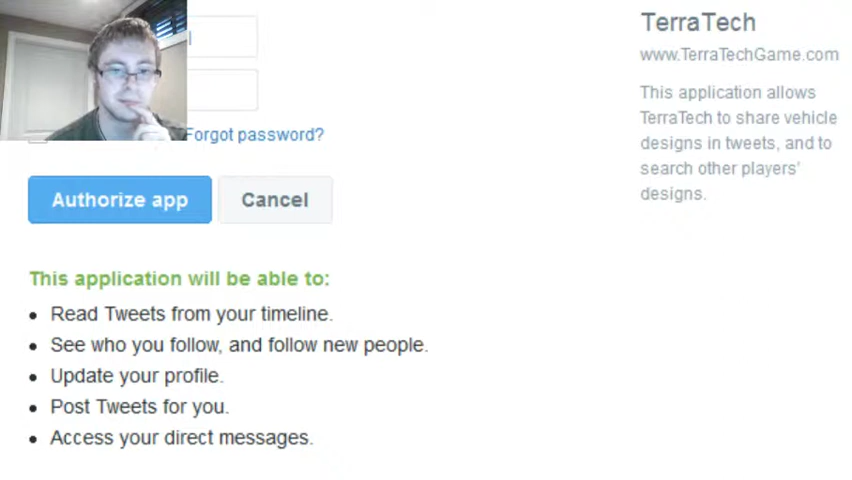 Forgot password?
Authorize app
Cancel
This application will be able to:
Read Tweets from your timeline.
See who you follow, and follow new people.
Update your profile.
Post Tweets for you.
Access your direct messages.
TerraTech
www.TerraTechGame.com
This application allows
TerraTech to share vehicle
designs in tweets, and to
search other players'
designs.